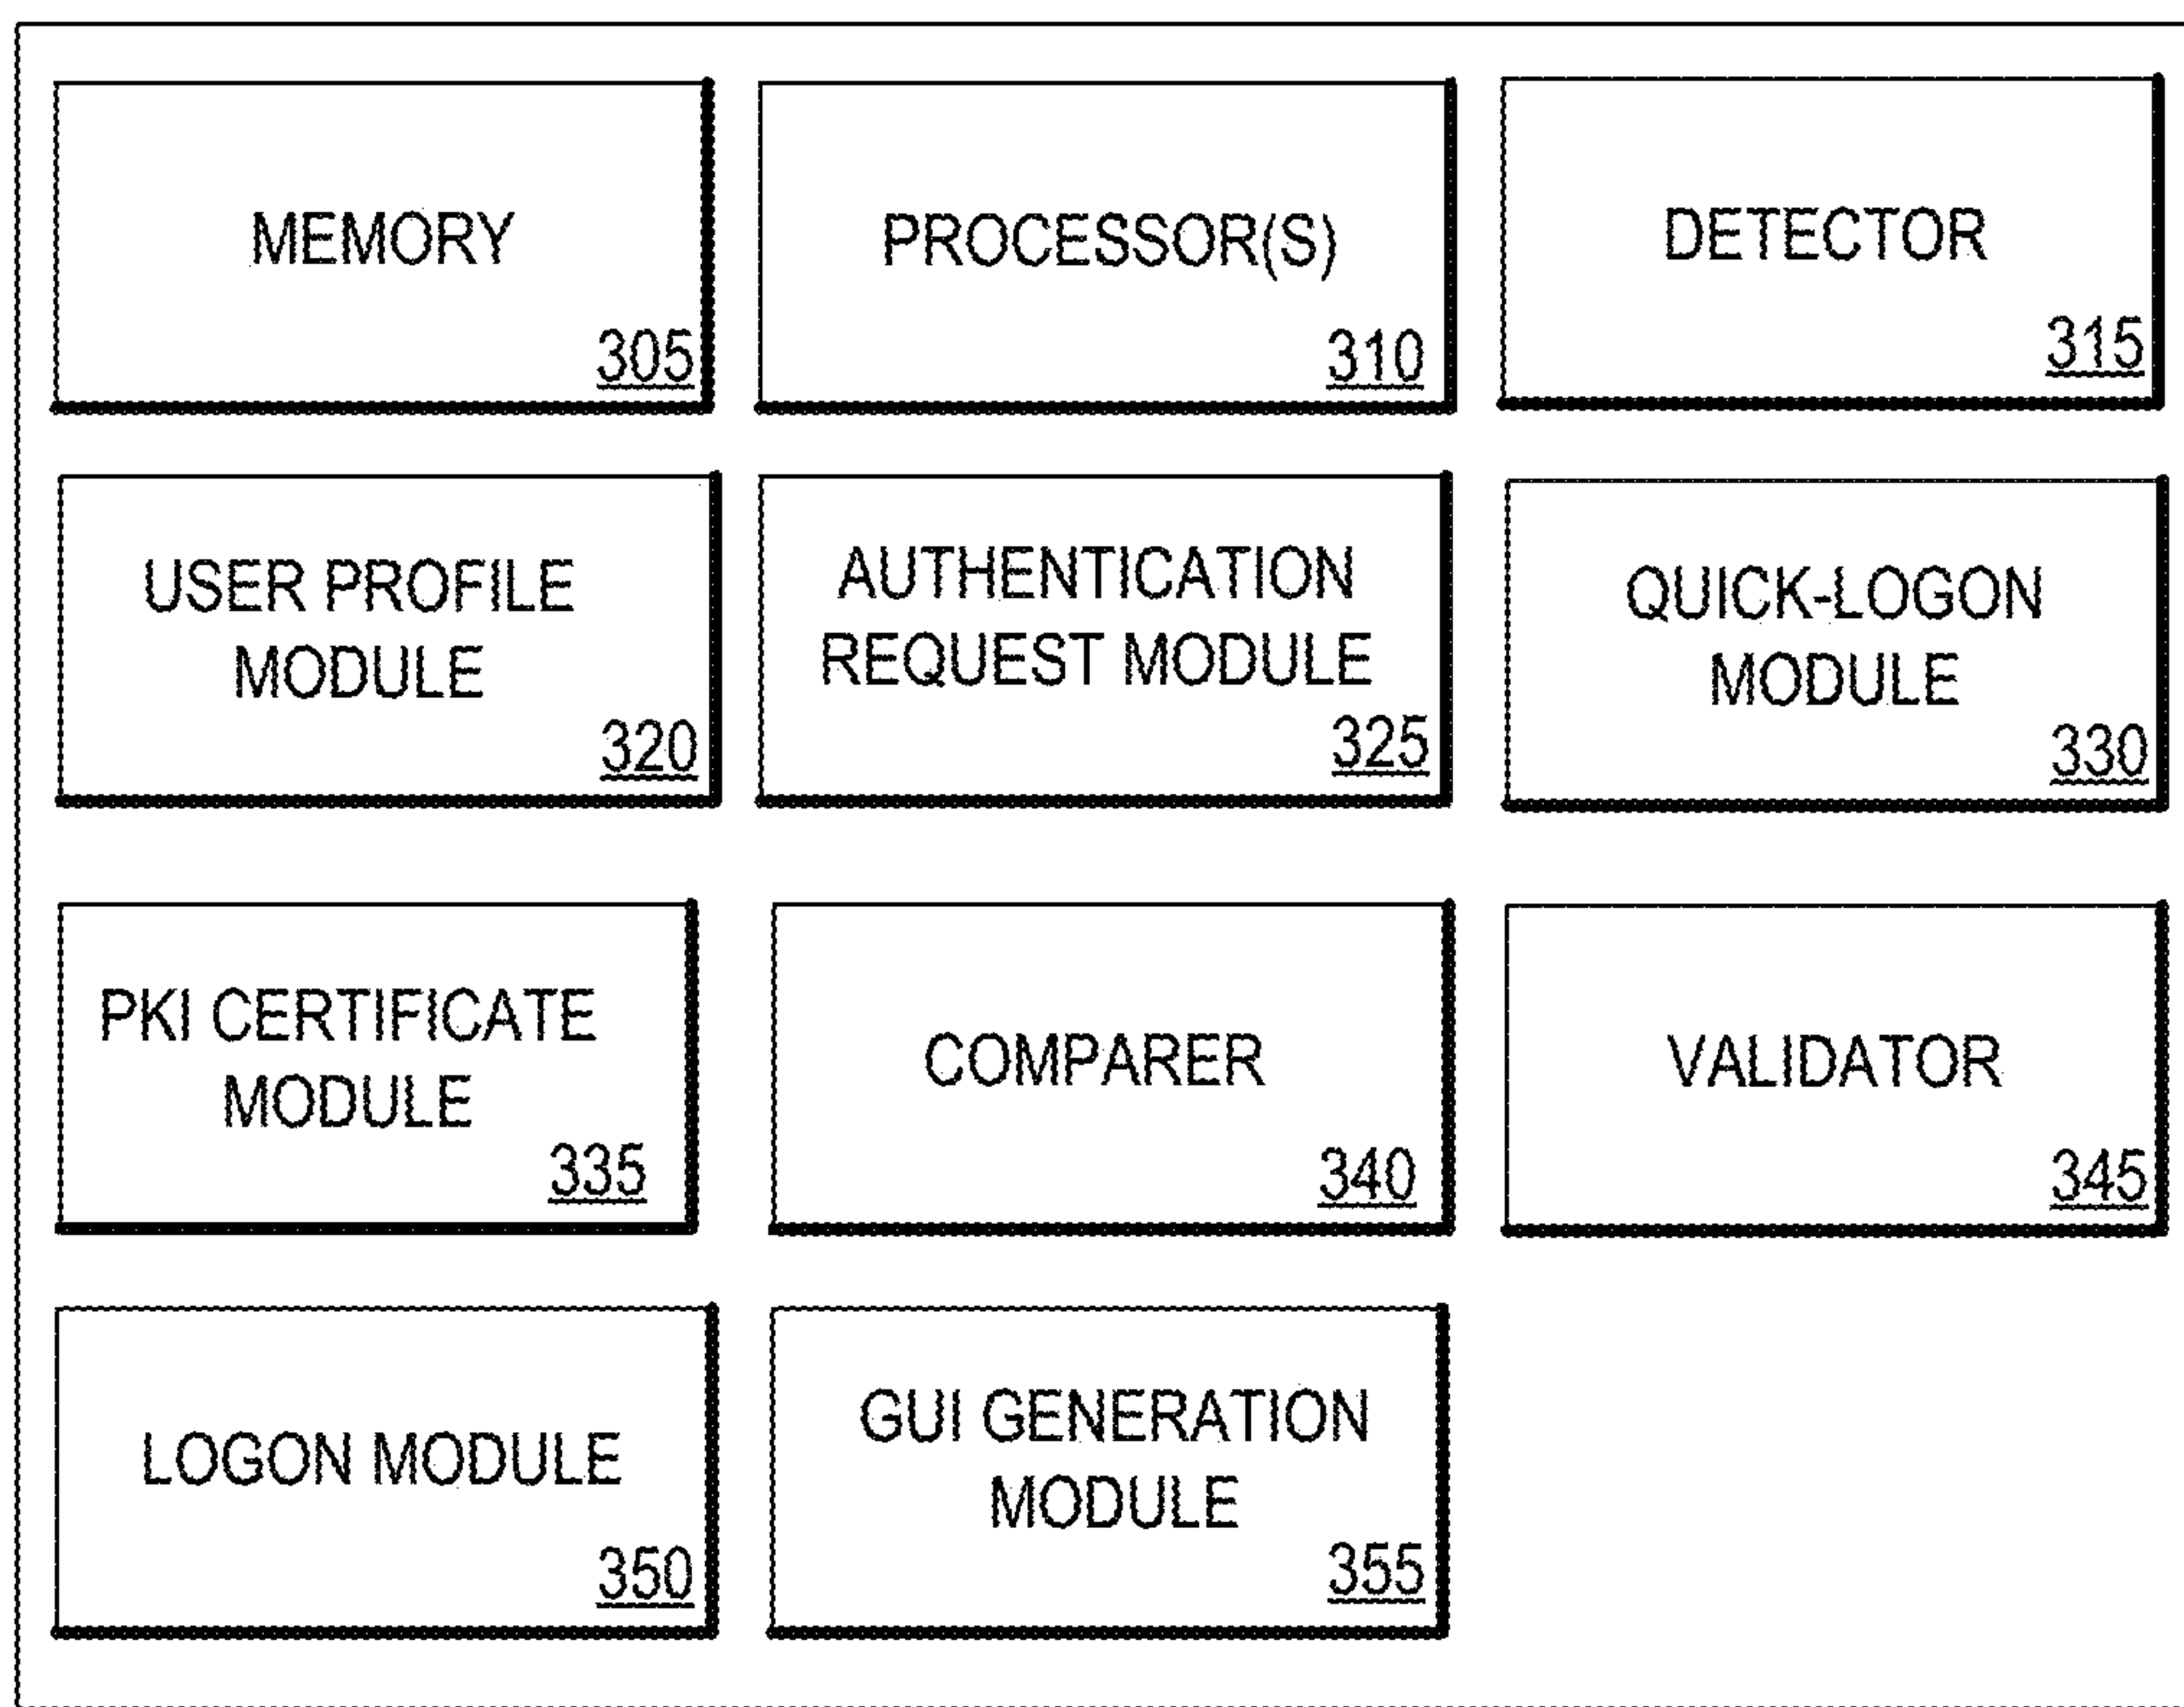 MEMORY
305
PROCESSOR(S)
310
DETECTOR
315
USER PROFILE
MODULE
320
AUTHENTICATION
REQUEST MODULE
325
QUICK-LOGON
MODULE
330
PKI CERTIFICATE
MODULE
335
COMPARER
340
VALIDATOR
345
LOGON MODULE
350
GUI GENERATION
MODULE
355